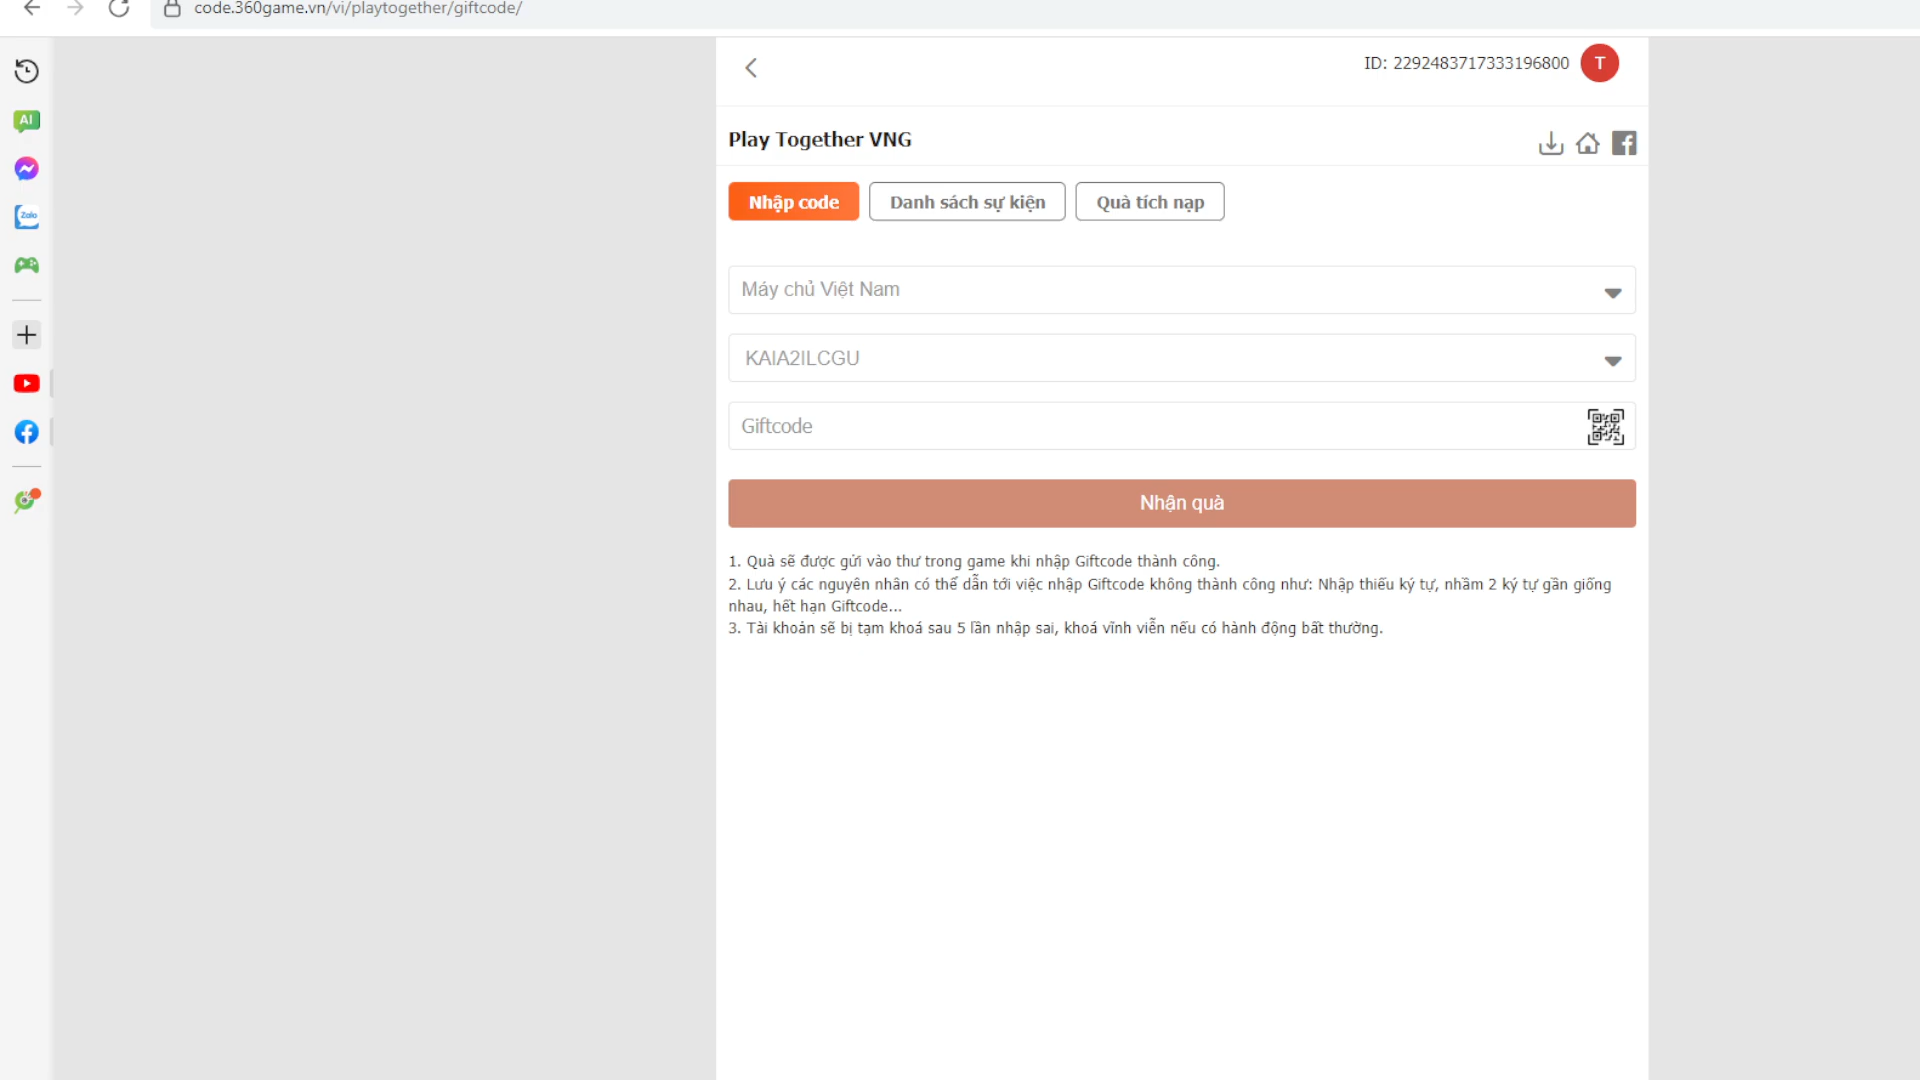 code.360game.vn/vi/playtogether/giftcode/
ID: 2292483717333196800 T
AI
Zalo
Play Together VNG
Nhập code Danh sách sự kiện Quà tích nạp
Máy chủ Việt Nam
KAIA2ILCGU
Giftcode
Nhận quà
1. Quà sẽ được gửi vào thư trong game khi nhập Giftcode thành công.
2. Lưu ý các nguyên nhân có thể dẫn tới việc nhập Giftcode không thành công như: Nhập thiếu ký tự, nhầm 2 ký tự gần giống
nhau, hết hạn Giftcode...
3. Tài khoản sẽ bị tạm khoá sau 5 lần nhập sai, khoá vĩnh viễn nếu có hành động bất thường.